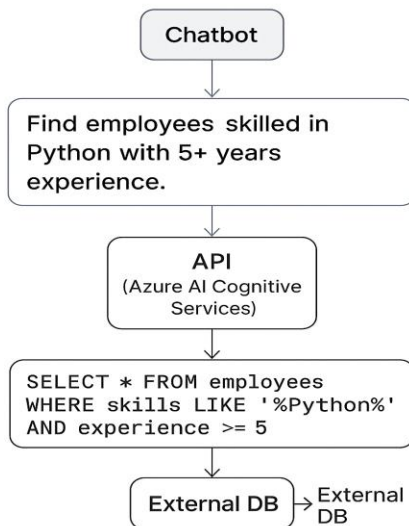 Chatbot
Find employees skilled in
Python with 5+ years
experience.
API
(Azure AI Cognitive
Services)
SELECT * FROM employees
WHERE skills LIKE '%Python%'
AND experience >= 5
External DB
External
DB